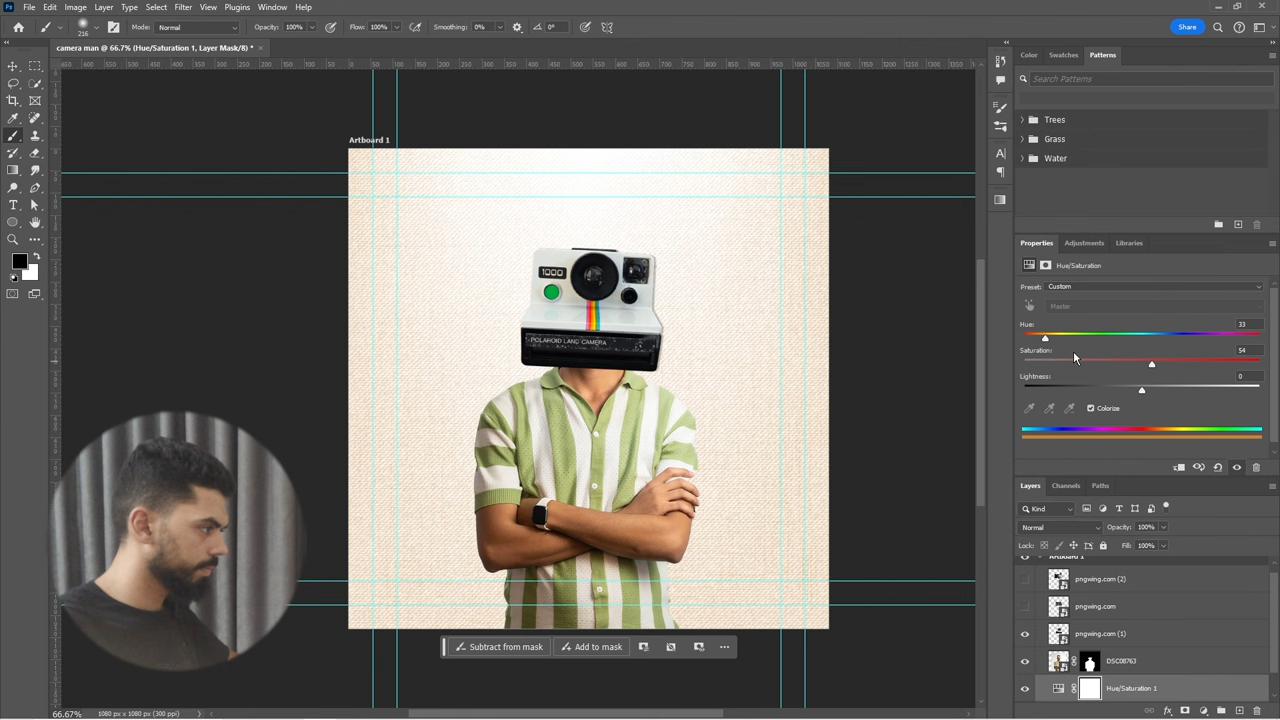 File Edit Image Layer Type Select Filter View Plugins Window Help
216 Mode: Normal Opacity: 100% Flow: 100% Smoothing: 0% 0° Share
camera man @ 66.7% (Hue/Saturation 1, Layer Mask/8) *
Artboard 1
1000
POLAROID LAND CAMERA
Subtract from mask Add to mask
66.67% 1080 px x 1080 px (300 ppi)
Color Swatches Patterns
Search Patterns
Trees
Grass
Water
Properties Adjustments Libraries
Hue/Saturation
Preset: Custom
Master
Hue: 33
Saturation: 54
Lightness: 0
Colorize
Layers Channels Paths
Kind
Normal Opacity: 100%
Lock: Fill: 100%
Artboard 1
pngwing.com (2)
pngwing.com
pngwing.com (1)
DSC08763
Hue/Saturation 1